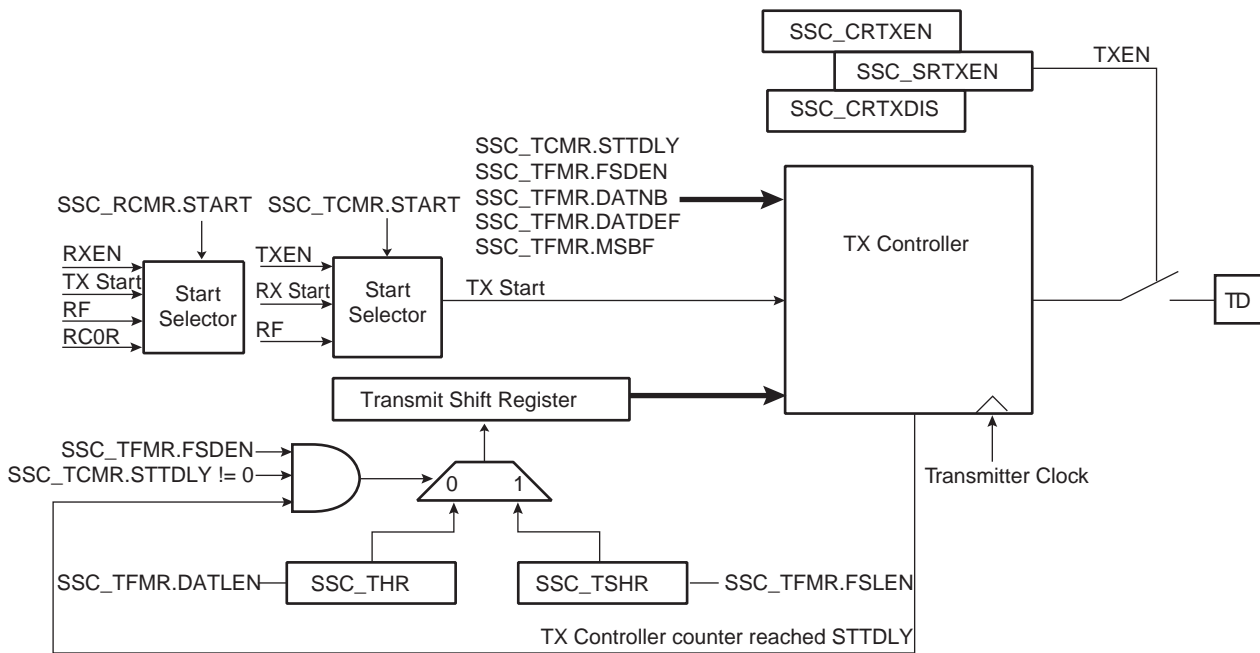 SSC_CRTXEN
SSC_SRTXEN
SSC_CRTXDIS
TXEN
SSC_TCMR.STTDLY
SSC_TFMR.FSDEN
SSC_TFMR.DATNB
SSC_TFMR.DATDEF
SSC_TFMR.MSBF
SSC_RCMR.START
SSC_TCMR.START
RXEN
TX Start
RF
RC0R
Start
Selector
TXEN
RX Start
RF
Start
Selector
TX Start
TX Controller
TD
Transmit Shift Register
Transmitter Clock
SSC_TFMR.FSDEN
SSC_TCMR.STTDLY != 0
0
1
SSC_TFMR.DATLEN
SSC_THR
SSC_TSHR
SSC_TFMR.FSLEN
TX Controller counter reached STTDLY